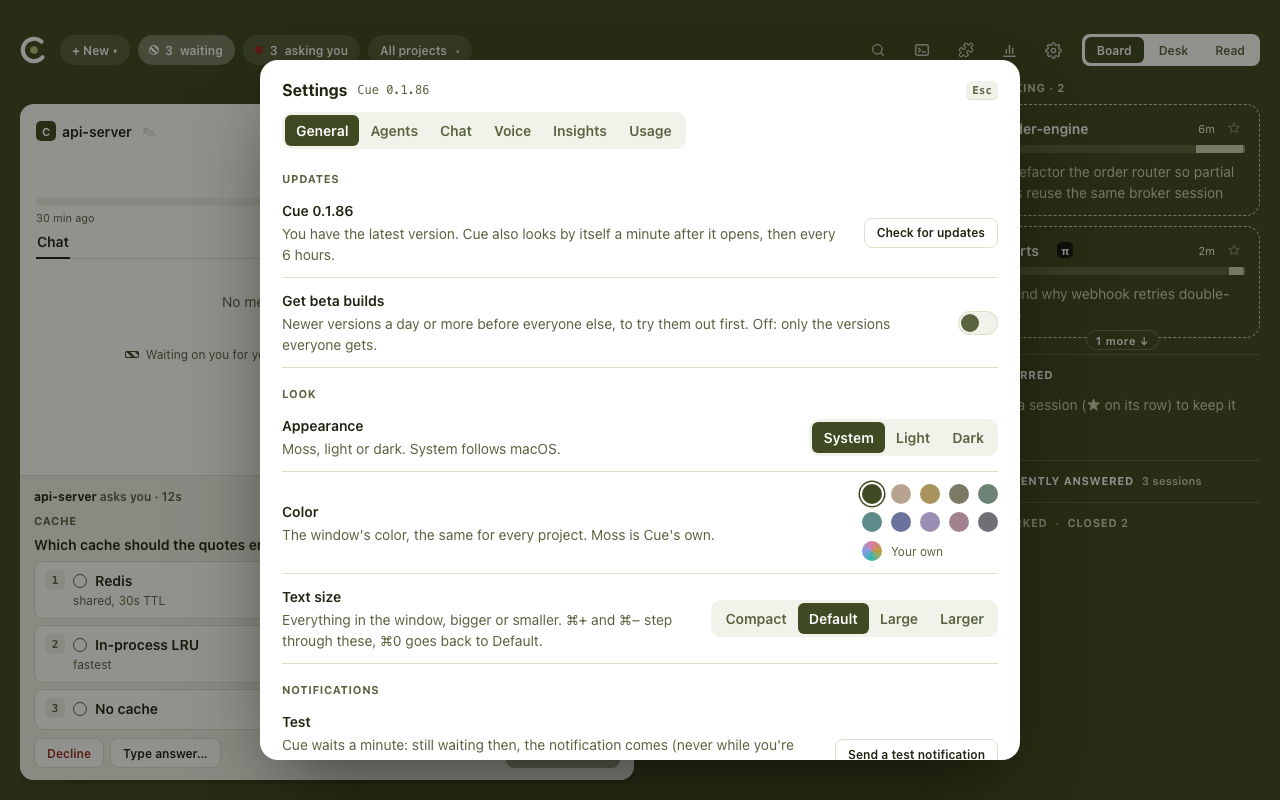 + New ▾
3 waiting
3 asking you
All projects
Board
Desk
Read
Settings Cue 0.1.86
Esc
General
Agents
Chat
Voice
Insights
Usage
UPDATES
Cue 0.1.86
You have the latest version. Cue also looks by itself a minute after it opens, then every
6 hours.
Check for updates
Get beta builds
Newer versions a day or more before everyone else, to try them out first. Off: only the versions
everyone gets.
LOOK
Appearance
Moss, light or dark. System follows macOS.
System
Light
Dark
Color
The window's color, the same for every project. Moss is Cue's own.
Your own
Text size
Everything in the window, bigger or smaller. ⌘+ and ⌘− step
through these, ⌘0 goes back to Default.
Compact
Default
Large
Larger
NOTIFICATIONS
Test
Cue waits a minute: still waiting then, the notification comes (never while you're
Send a test notification
C api-server
30 min ago
Chat
No me
Waiting on you for yo
api-server asks you · 12s
CACHE
Which cache should the quotes en
1 Redis
shared, 30s TTL
2 In-process LRU
fastest
3 No cache
Decline
Type answer...
KING · 2
ler-engine
6m
efactor the order router so partial
s reuse the same broker session
rts π
2m
nd why webhook retries double-
1 more ↓
RRED
a session (★ on its row) to keep it
ENTLY ANSWERED 3 sessions
RKED · CLOSED 2